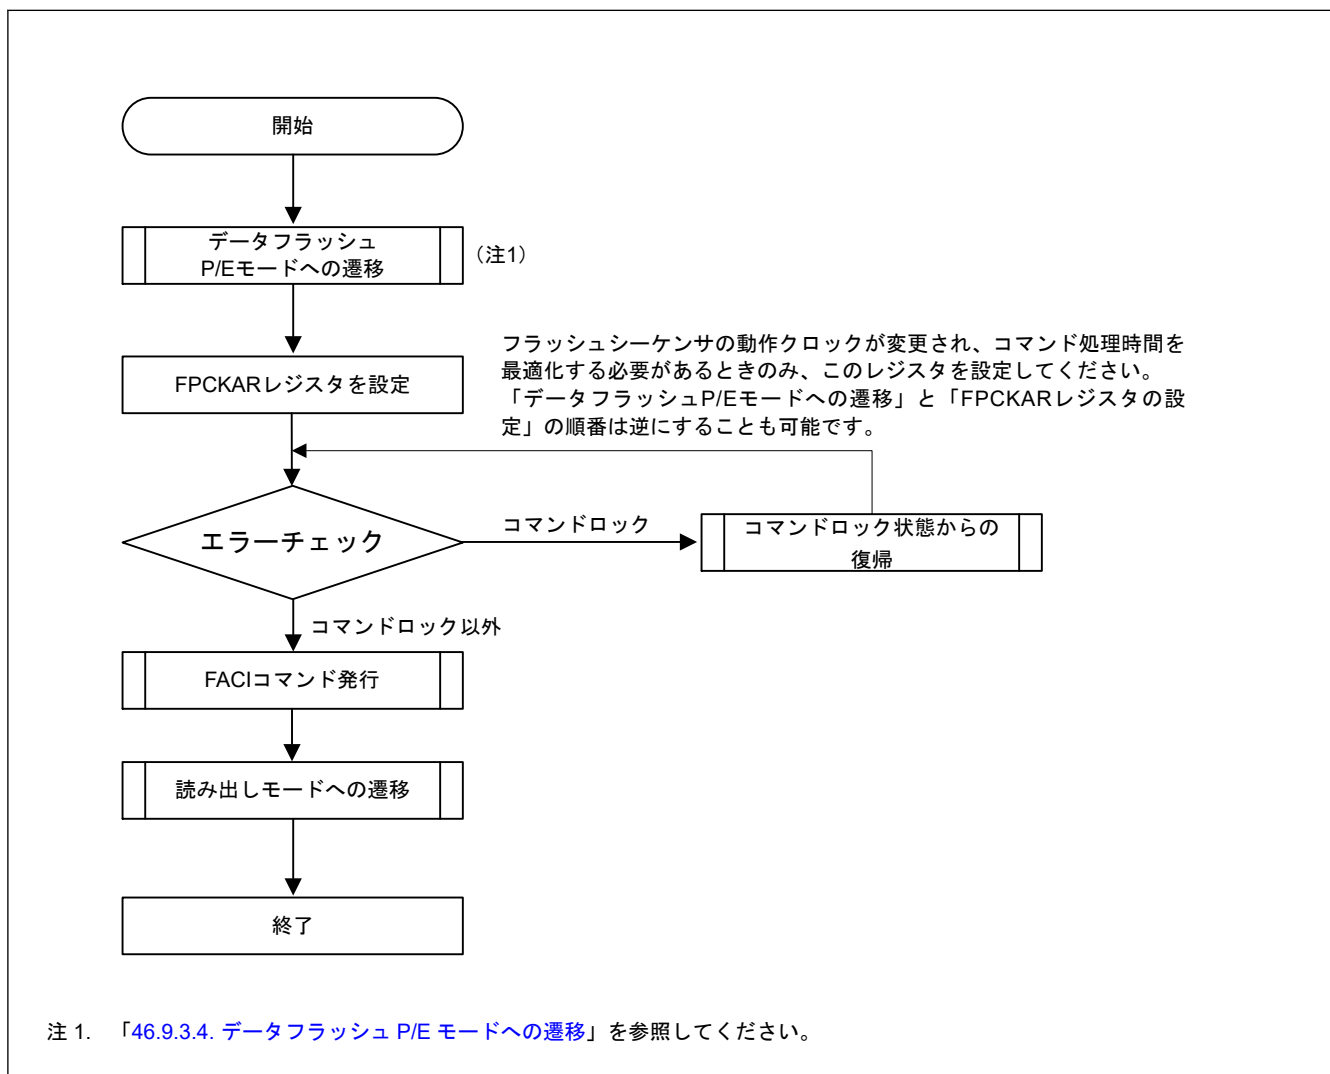 開始
データフラッシュ
P/Eモードへの遷移
（注1）
FPCKARレジスタを設定
フラッシュシーケンサの動作クロックが変更され、コマンド処理時間を
最適化する必要があるときのみ、このレジスタを設定してください。
「データフラッシュP/Eモードへの遷移」と「FPCKARレジスタの設
定」の順番は逆にすることも可能です。
エラーチェック
コマンドロック
コマンドロック状態からの
復帰
コマンドロック以外
FACIコマンド発行
読み出しモードへの遷移
終了
注 1. 「46.9.3.4. データフラッシュ P/E モードへの遷移」を参照してください。